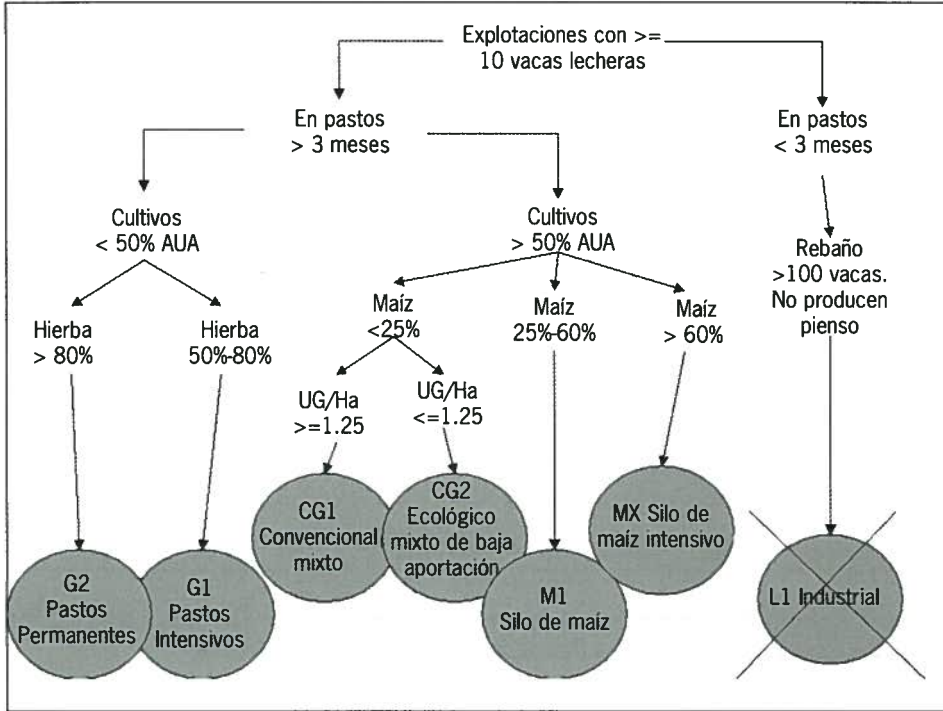 Explotaciones con >=
10 vacas lecheras
En pastos
> 3 meses
En pastos
< 3 meses
Cultivos
< 50% AUA
Cultivos
> 50% AUA
Rebaño
>100 vacas.
No producen
pienso
Hierba
> 80%
Hierba
50%-80%
Maíz
<25%
Maíz
25%-60%
Maíz
> 60%
UG/Ha
>=1.25
UG/Ha
<=1.25
CG1
Convencional
mixto
CG2
Ecológico
mixto de baja
aportación
MX Silo de
maíz intensivo
G2
Pastos
Permanentes
G1
Pastos
Intensivos
M1
Silo de maíz
L1 Industrial